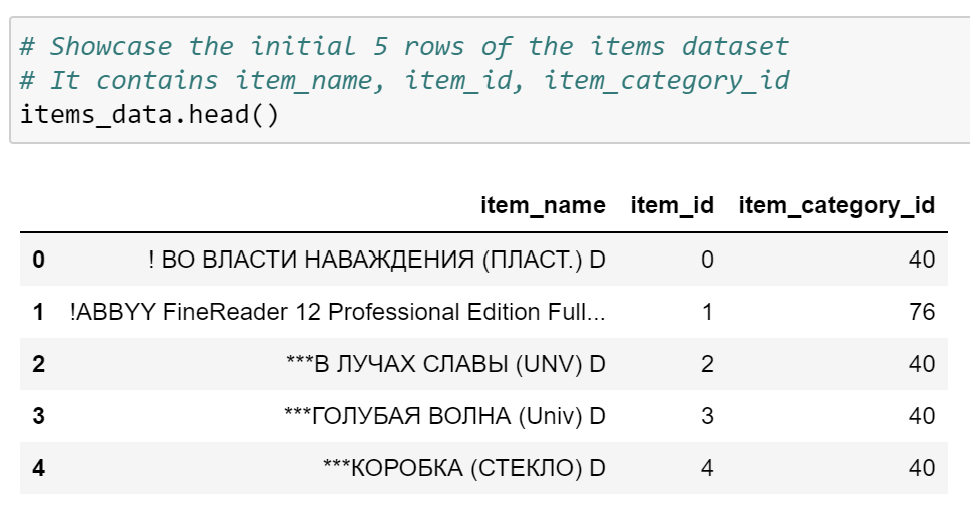 # Showcase the initial 5 rows of the items dataset
# It contains item_name, item_id, item_category_id
items_data.head()
item_name item_id item_category_id
0 ! ВО ВЛАСТИ НАВАЖДЕНИЯ (ПЛАСТ.) D 0 40
1 !ABBYY FineReader 12 Professional Edition Full... 1 76
2 ***В ЛУЧАХ СЛАВЫ (UNV) D 2 40
3 ***ГОЛУБАЯ ВОЛНА (Univ) D 3 40
4 ***КОРОБКА (СТЕКЛО) D 4 40